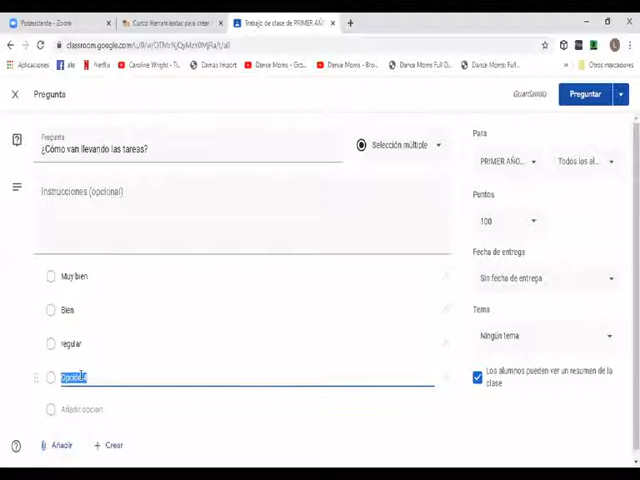 Posasistente - Zoom
Curso: Herramientas para crear
Trabajo de clase de PRIMER AÑO
classroom.google.com
Aplicaciones
ale
Netflix
Caroline Wright - Ti...
Damas Import
Dance Moms - Gro...
Dance Moms - Bro...
Dance Moms Full...
Dance Moms: Full...
Otros marcadores
Pregunta
Guardando
Preguntar
Pregunta
¿Cómo van llevando las tareas?
Selección múltiple
Instrucciones (opcional)
Muy bien
Bien
regular
Añadir opción
Añadir
Crear
Para
PRIMER AÑO...
Todos los al...
Puntos
100
Fecha de entrega
Sin fecha de entrega
Tema
Ningún tema
Los alumnos pueden ver un resumen de la
clase